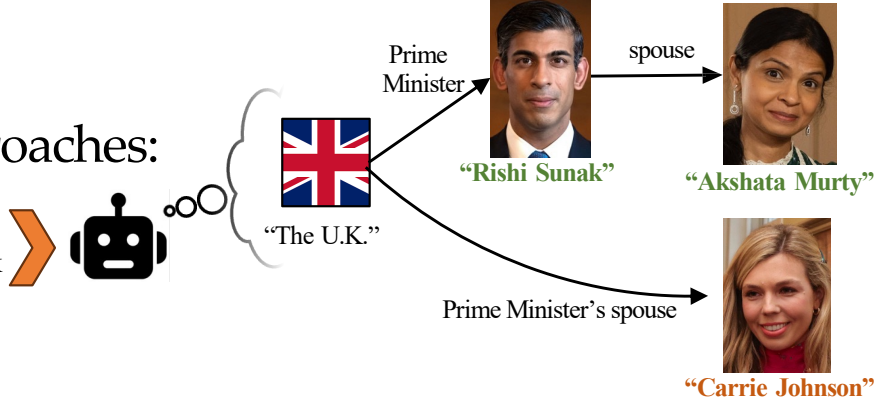 Prime
Minister
spouse
oaches:
“Rishi Sunak”
“Akshata Murty”
“The U.K.”
Prime Minister’s spouse
“Carrie Johnson”